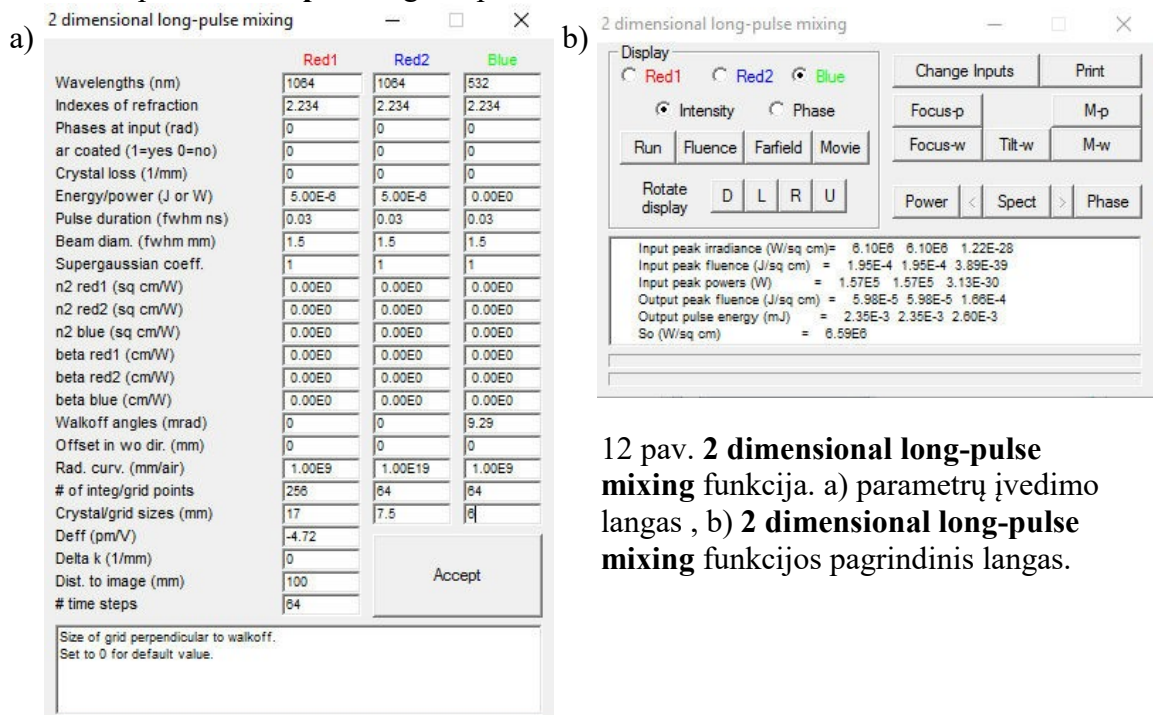 a)
2 dimensional long-pulse mixing
Red1 Red2 Blue
Wavelengths (nm) 1064 1064 532
Indexes of refraction 2.234 2.234 2.234
Phases at input (rad) 0 0 0
ar coated (1=yes 0=no) 0 0 0
Crystal loss (1/mm) 0 0 0
Energy/power (J or W) 5.00E-6 5.00E-6 0.00E0
Pulse duration (fwhm ns) 0.03 0.03 0.03
Beam diam. (fwhm mm) 1.5 1.5 1.5
Supergaussian coeff. 1 1 1
n2 red1 (sq cm/W) 0.00E0 0.00E0 0.00E0
n2 red2 (sq cm/W) 0.00E0 0.00E0 0.00E0
n2 blue (sq cm/W) 0.00E0 0.00E0 0.00E0
beta red1 (cm/W) 0.00E0 0.00E0 0.00E0
beta red2 (cm/W) 0.00E0 0.00E0 0.00E0
beta blue (cm/W) 0.00E0 0.00E0 0.00E0
Walkoff angles (mrad) 0 0 9.29
Offset in wo dir. (mm) 0 0 0
Rad. curv. (mm/air) 1.00E9 1.00E19 1.00E9
# of integ/grid points 256 64 64
Crystal/grid sizes (mm) 17 7.5 6
Deff (pm/V) -4.72
Delta k (1/mm) 0
Dist. to image (mm) 100
# time steps 64
Accept
Size of grid perpendicular to walkoff.
Set to 0 for default value.
b)
2 dimensional long-pulse mixing
Display
Red1 Red2 Blue
Intensity Phase
Run Fluence Farfield Movie
Rotate
display
D L R U
Change Inputs Print
Focus-p M-p
Focus-w Tilt-w M-w
Power < Spect > Phase
Input peak irradiance (W/sq cm)= 6.10E6 6.10E6 1.22E-28
Input peak fluence (J/sq cm) = 1.95E-4 1.95E-4 3.89E-39
Input peak powers (W) = 1.57E5 1.57E5 3.13E-30
Output peak fluence (J/sq cm) = 5.98E-5 5.98E-5 1.66E-4
Output pulse energy (mJ) = 2.35E-3 2.35E-3 2.60E-3
So (W/sq cm) = 6.59E6
12 pav. 2 dimensional long-pulse
mixing funkcija. a) parametrų įvedimo
langas , b) 2 dimensional long-pulse
mixing funkcijos pagrindinis langas.